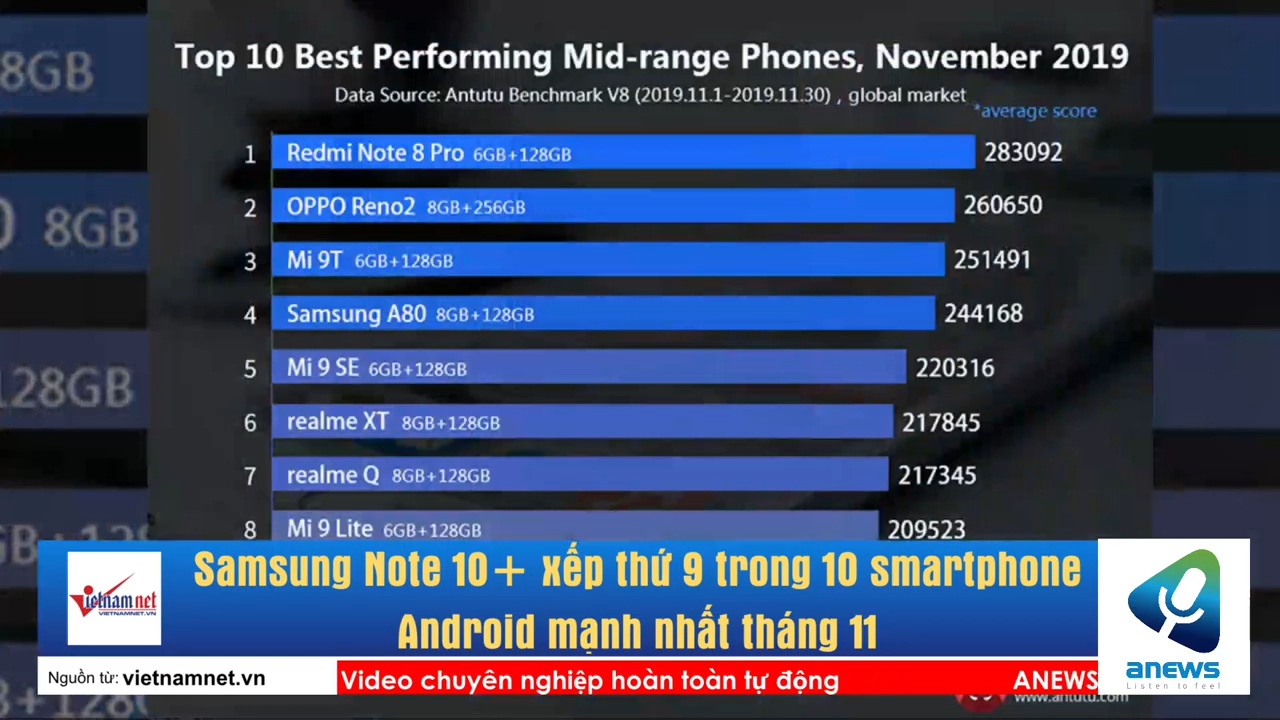 Top 10 Best Performing Mid-range Phones, November 2019
Data Source: Antutu Benchmark V8 (2019.11.1-2019.11.30) , global market
*average score
1 Redmi Note 8 Pro 6GB+128GB 283092
2 OPPO Reno2 8GB+256GB 260650
3 Mi 9T 6GB+128GB 251491
4 Samsung A80 8GB+128GB 244168
5 Mi 9 SE 6GB+128GB 220316
6 realme XT 8GB+128GB 217845
7 realme Q 8GB+128GB 217345
8 Mi 9 Lite 6GB+128GB 209523
8GB
8GB
128GB
Samsung Note 10+ xếp thứ 9 trong 10 smartphone
Android mạnh nhất tháng 11
Vietnamnet
VIETNAMNET.VN
anews
Listen to feel
Nguồn từ: vietnamnet.vn
Video chuyên nghiệp hoàn toàn tự động
ANEWS
www.antutu.com